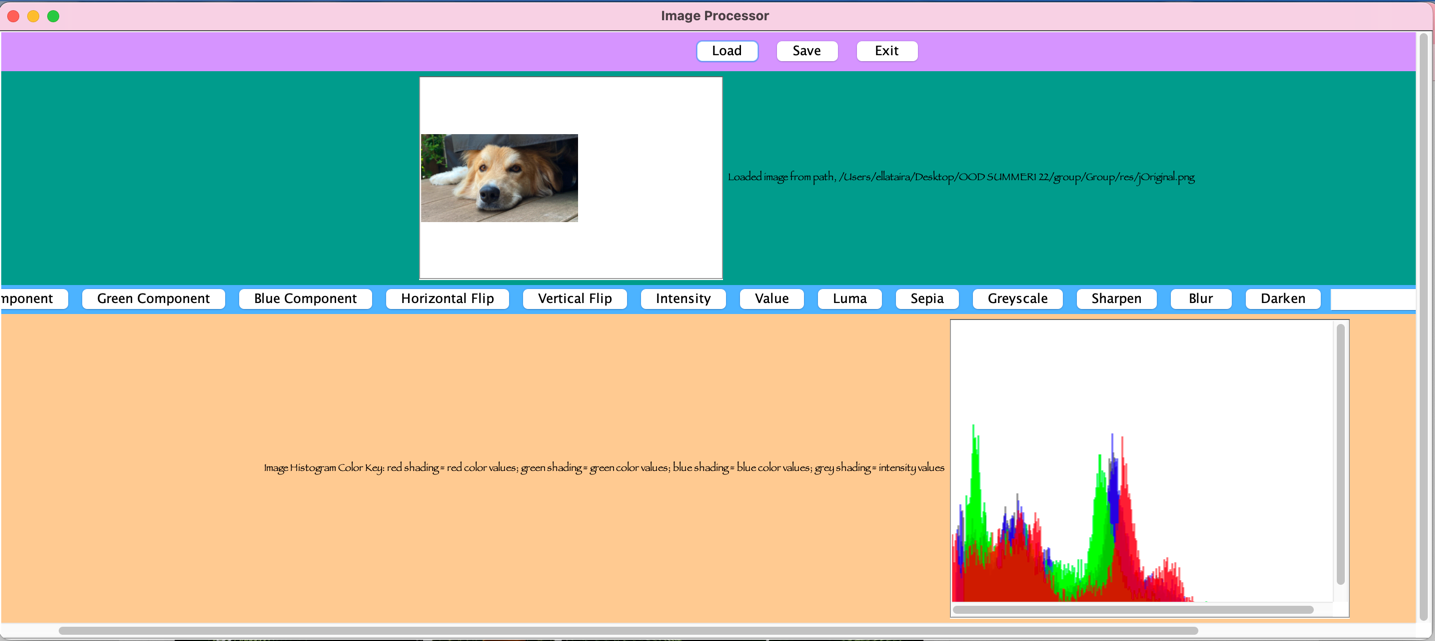 Image Processor
Load Save Exit
Loaded image from path, /Users/ellataira/Desktop/OOD SUMMER1 22/group/Group/res/jOriginal.png
mponent Green Component Blue Component Horizontal Flip Vertical Flip Intensity Value Luma Sepia Greyscale Sharpen Blur Darken
Image Histogram Color Key: red shading = red color values; green shading = green color values; blue shading = blue color values; grey shading = intensity values